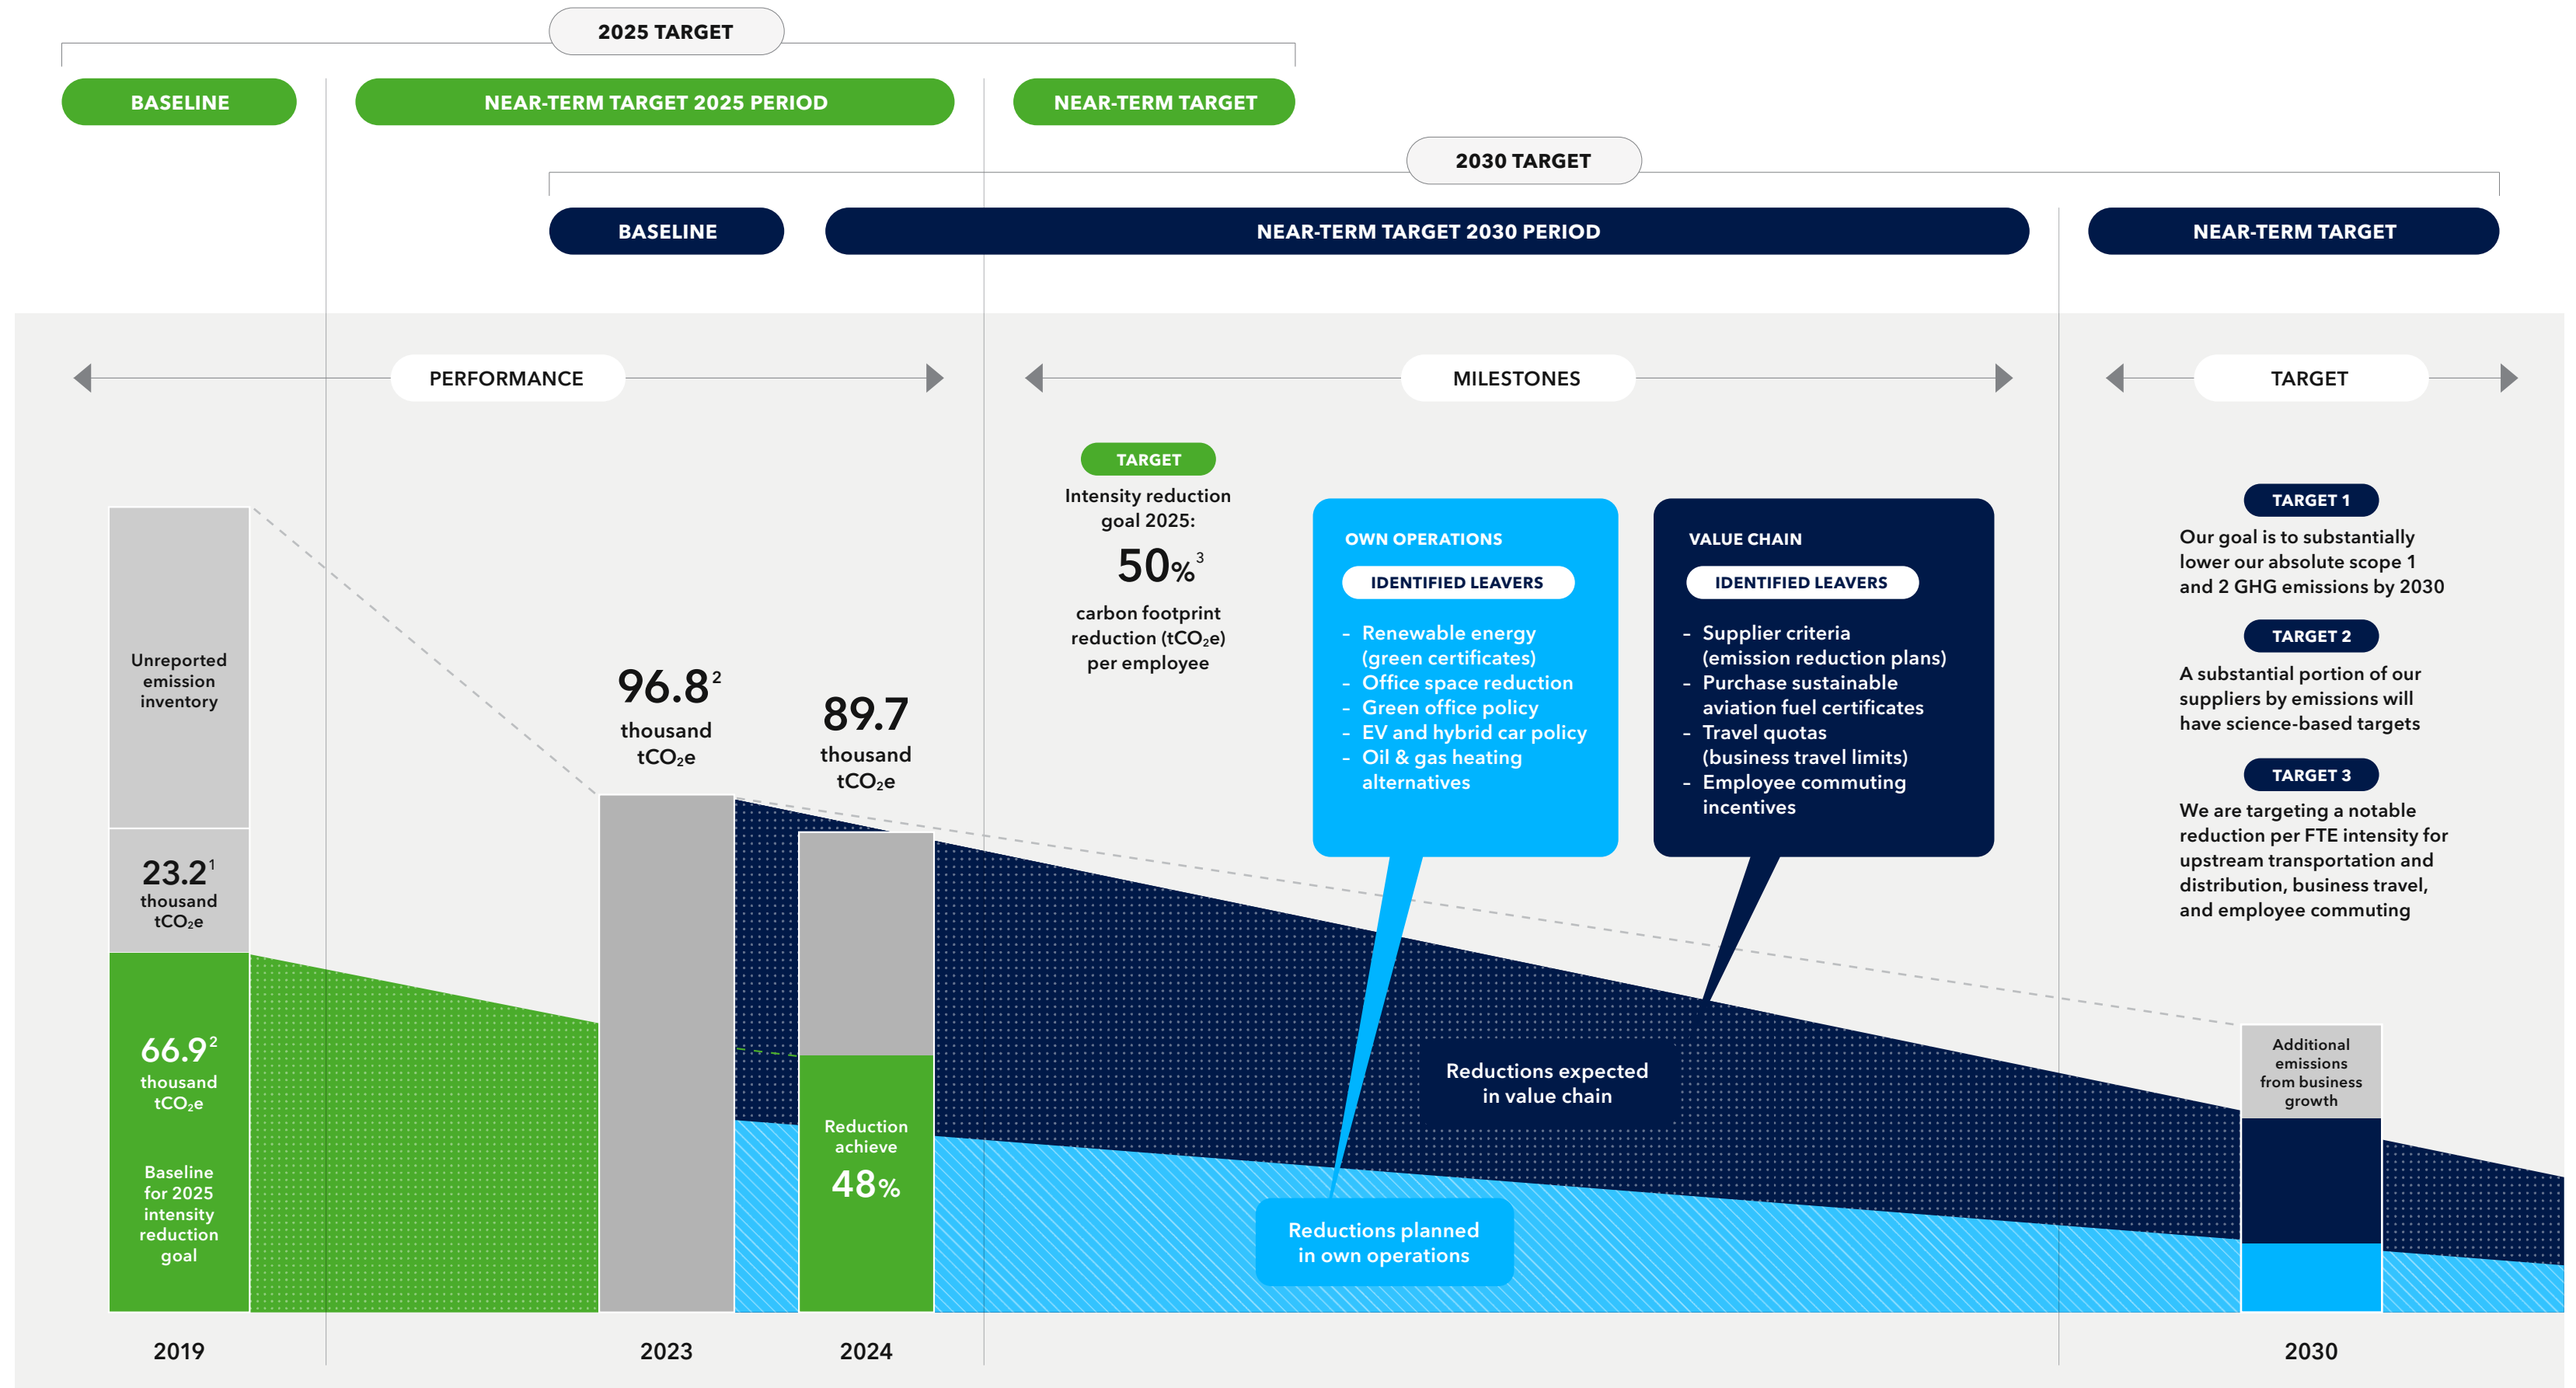 2025 TARGET
BASELINE
NEAR-TERM TARGET 2025 PERIOD
NEAR-TERM TARGET
2030 TARGET
BASELINE
NEAR-TERM TARGET 2030 PERIOD
NEAR-TERM TARGET
PERFORMANCE
MILESTONES
TARGET
Unreported
emission
inventory
23.2¹
thousand
tCO₂e
66.9²
thousand
tCO₂e
Baseline
for 2025
intensity
reduction
goal
2019
96.8²
thousand
tCO₂e
2023
89.7
thousand
tCO₂e
Reduction
achieve
48%
2024
TARGET
Intensity reduction
goal 2025:
50%³
carbon footprint
reduction (tCO₂e)
per employee
OWN OPERATIONS
IDENTIFIED LEAVERS
– Renewable energy
(green certificates)
– Office space reduction
– Green office policy
– EV and hybrid car policy
– Oil & gas heating
alternatives
VALUE CHAIN
IDENTIFIED LEAVERS
– Supplier criteria
(emission reduction plans)
– Purchase sustainable
aviation fuel certificates
– Travel quotas
(business travel limits)
– Employee commuting
incentives
Reductions expected
in value chain
Reductions planned
in own operations
TARGET 1
Our goal is to substantially
lower our absolute scope 1
and 2 GHG emissions by 2030
TARGET 2
A substantial portion of our
suppliers by emissions will
have science-based targets
TARGET 3
We are targeting a notable
reduction per FTE intensity for
upstream transportation and
distribution, business travel,
and employee commuting
Additional
emissions
from business
growth
2030